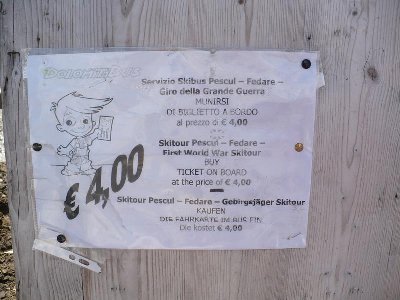 DOLOMITI BUS
Servizio Skibus Pescul – Fedare –
Giro della Grande Guerra
MUNIRSI
DI BIGLIETTO A BORDO
al prezzo di € 4,00
Skitour Pescul – Fedare –
First World War Skitour
BUY
TICKET ON BOARD
at the price of € 4,00
€ 4,00
Skitour Pescul – Fedare – Gebirgsjäger Skitour
KAUFEN
DIE FAHRKARTE IM BUS EIN
Die kostet € 4,00